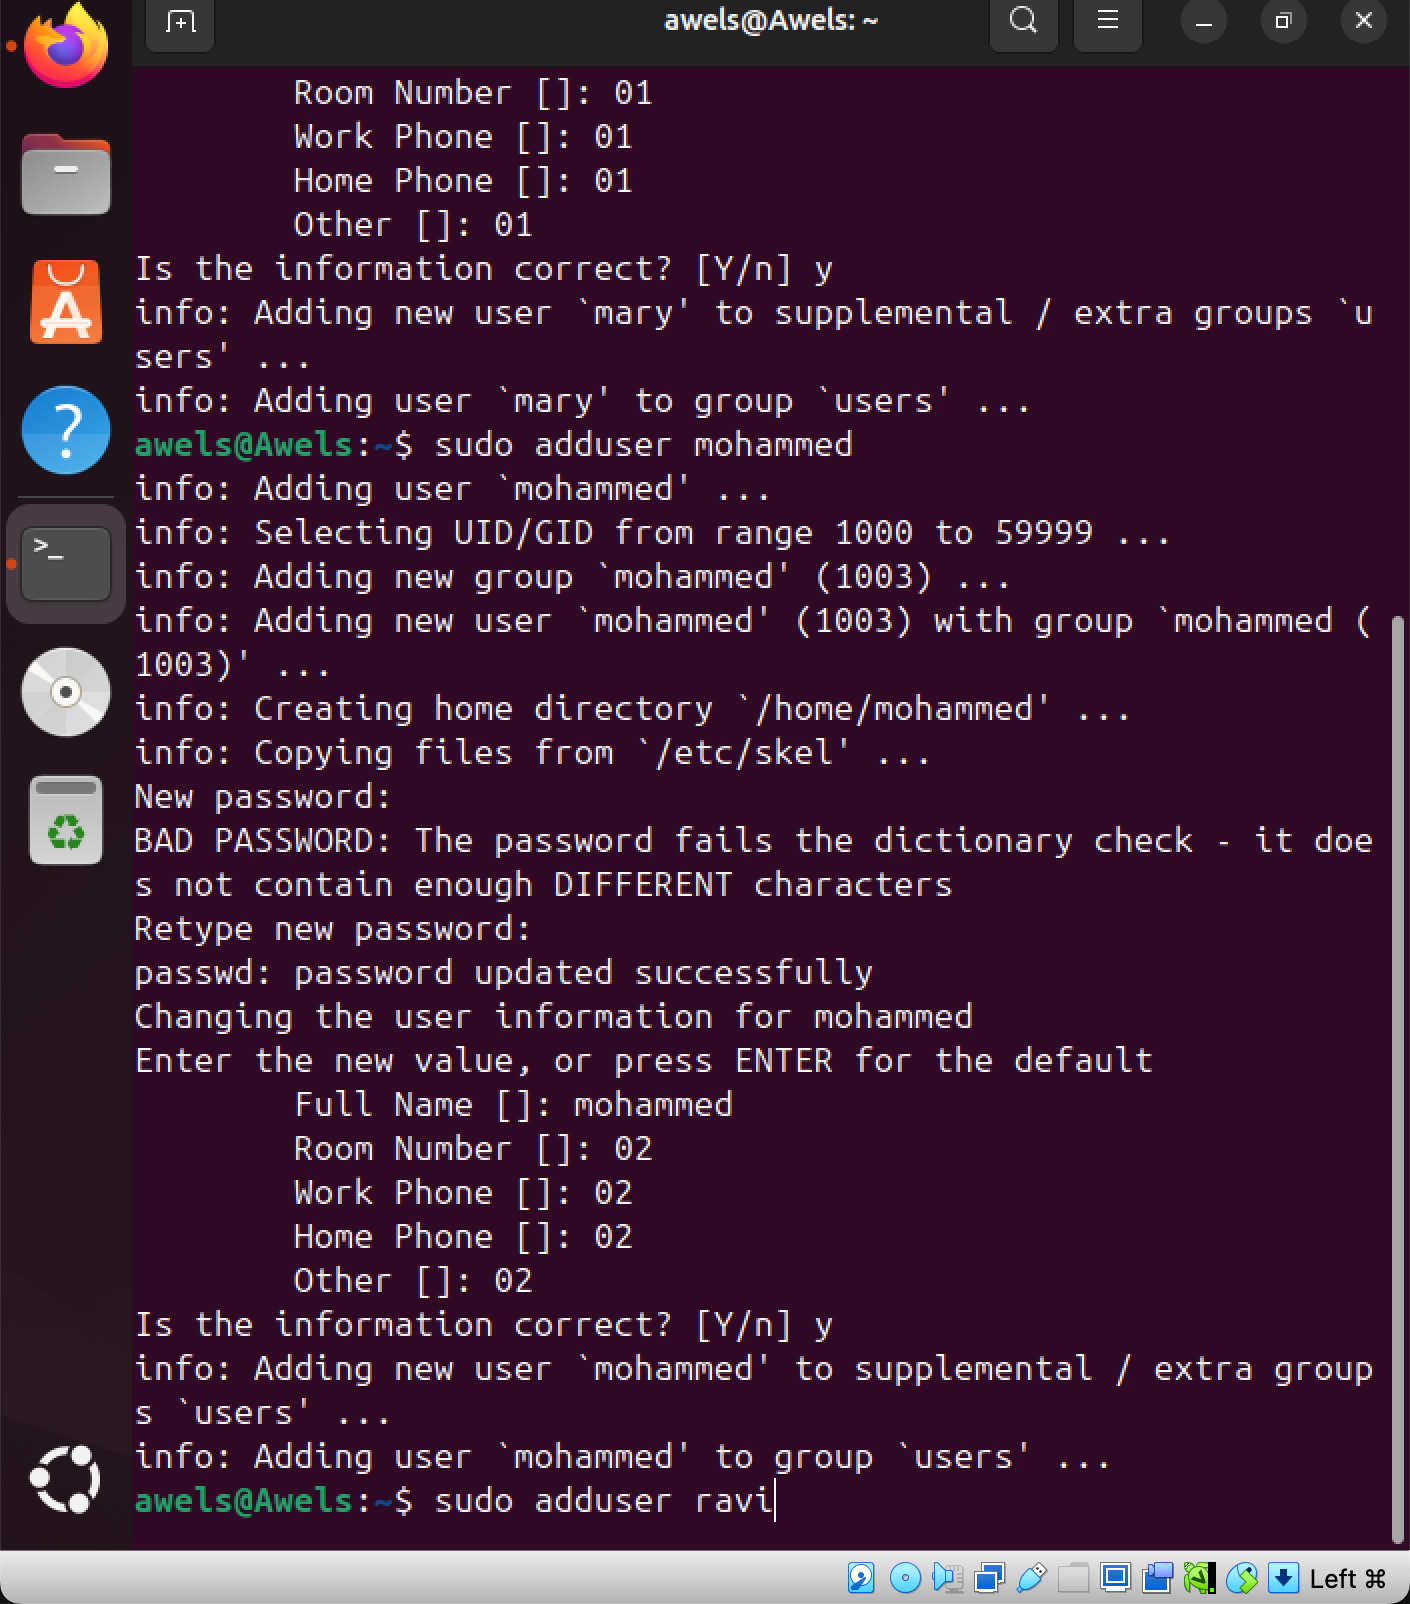 awels@Awels: ~
Room Number []: 01
Work Phone []: 01
Home Phone []: 01
Other []: 01
Is the information correct? [Y/n] y
info: Adding new user `mary' to supplemental / extra groups `u
sers' ...
info: Adding user `mary' to group `users' ...
awels@Awels:~$ sudo adduser mohammed
info: Adding user `mohammed' ...
info: Selecting UID/GID from range 1000 to 59999 ...
info: Adding new group `mohammed' (1003) ...
info: Adding new user `mohammed' (1003) with group `mohammed (
1003)' ...
info: Creating home directory `/home/mohammed' ...
info: Copying files from `/etc/skel' ...
New password:
BAD PASSWORD: The password fails the dictionary check - it doe
s not contain enough DIFFERENT characters
Retype new password:
passwd: password updated successfully
Changing the user information for mohammed
Enter the new value, or press ENTER for the default
Full Name []: mohammed
Room Number []: 02
Work Phone []: 02
Home Phone []: 02
Other []: 02
Is the information correct? [Y/n] y
info: Adding new user `mohammed' to supplemental / extra group
s `users' ...
info: Adding user `mohammed' to group `users' ...
awels@Awels:~$ sudo adduser ravi
Left ⌘